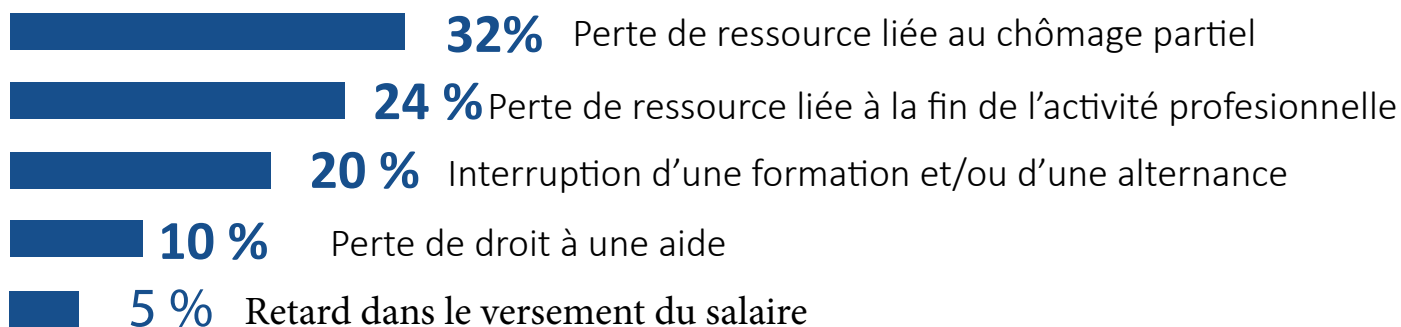 32% Perte de ressource liée au chômage partiel
24 % Perte de ressource liée à la fin de l’activité profesionnelle
20 % Interruption d’une formation et/ou d’une alternance
10 % Perte de droit à une aide
5 % Retard dans le versement du salaire